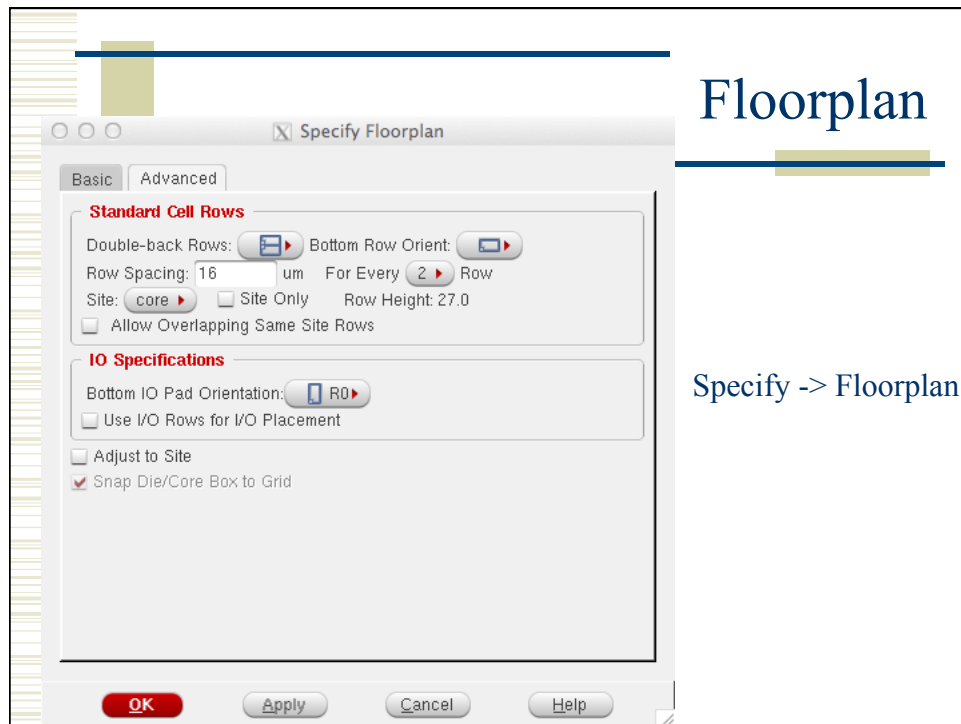 Floorplan
X Specify Floorplan
Basic Advanced
Standard Cell Rows
Double-back Rows: Bottom Row Orient:
Row Spacing: 16 um For Every 2 Row
Site: core Site Only Row Height: 27.0
Allow Overlapping Same Site Rows
IO Specifications
Bottom IO Pad Orientation: R0
Use I/O Rows for I/O Placement
Adjust to Site
Snap Die/Core Box to Grid
OK Apply Cancel Help
Specify -> Floorplan